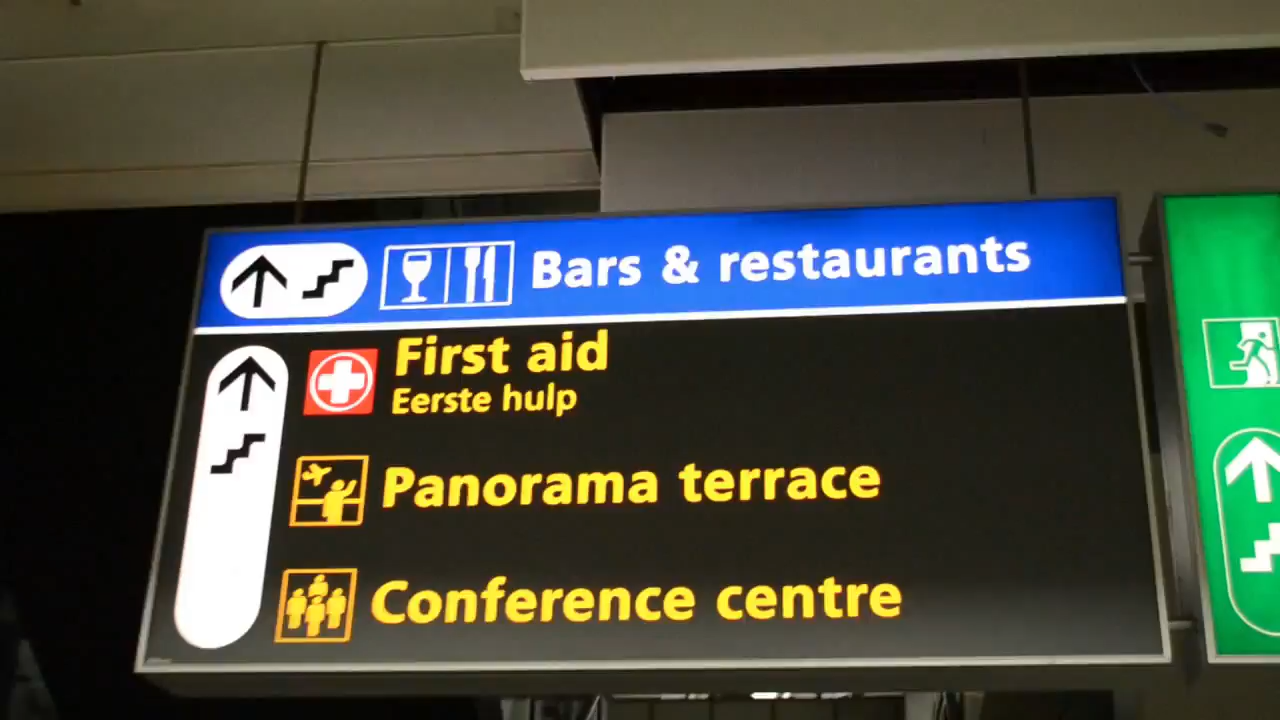 Bars & restaurants
First aid
Eerste hulp
Panorama terrace
Conference centre